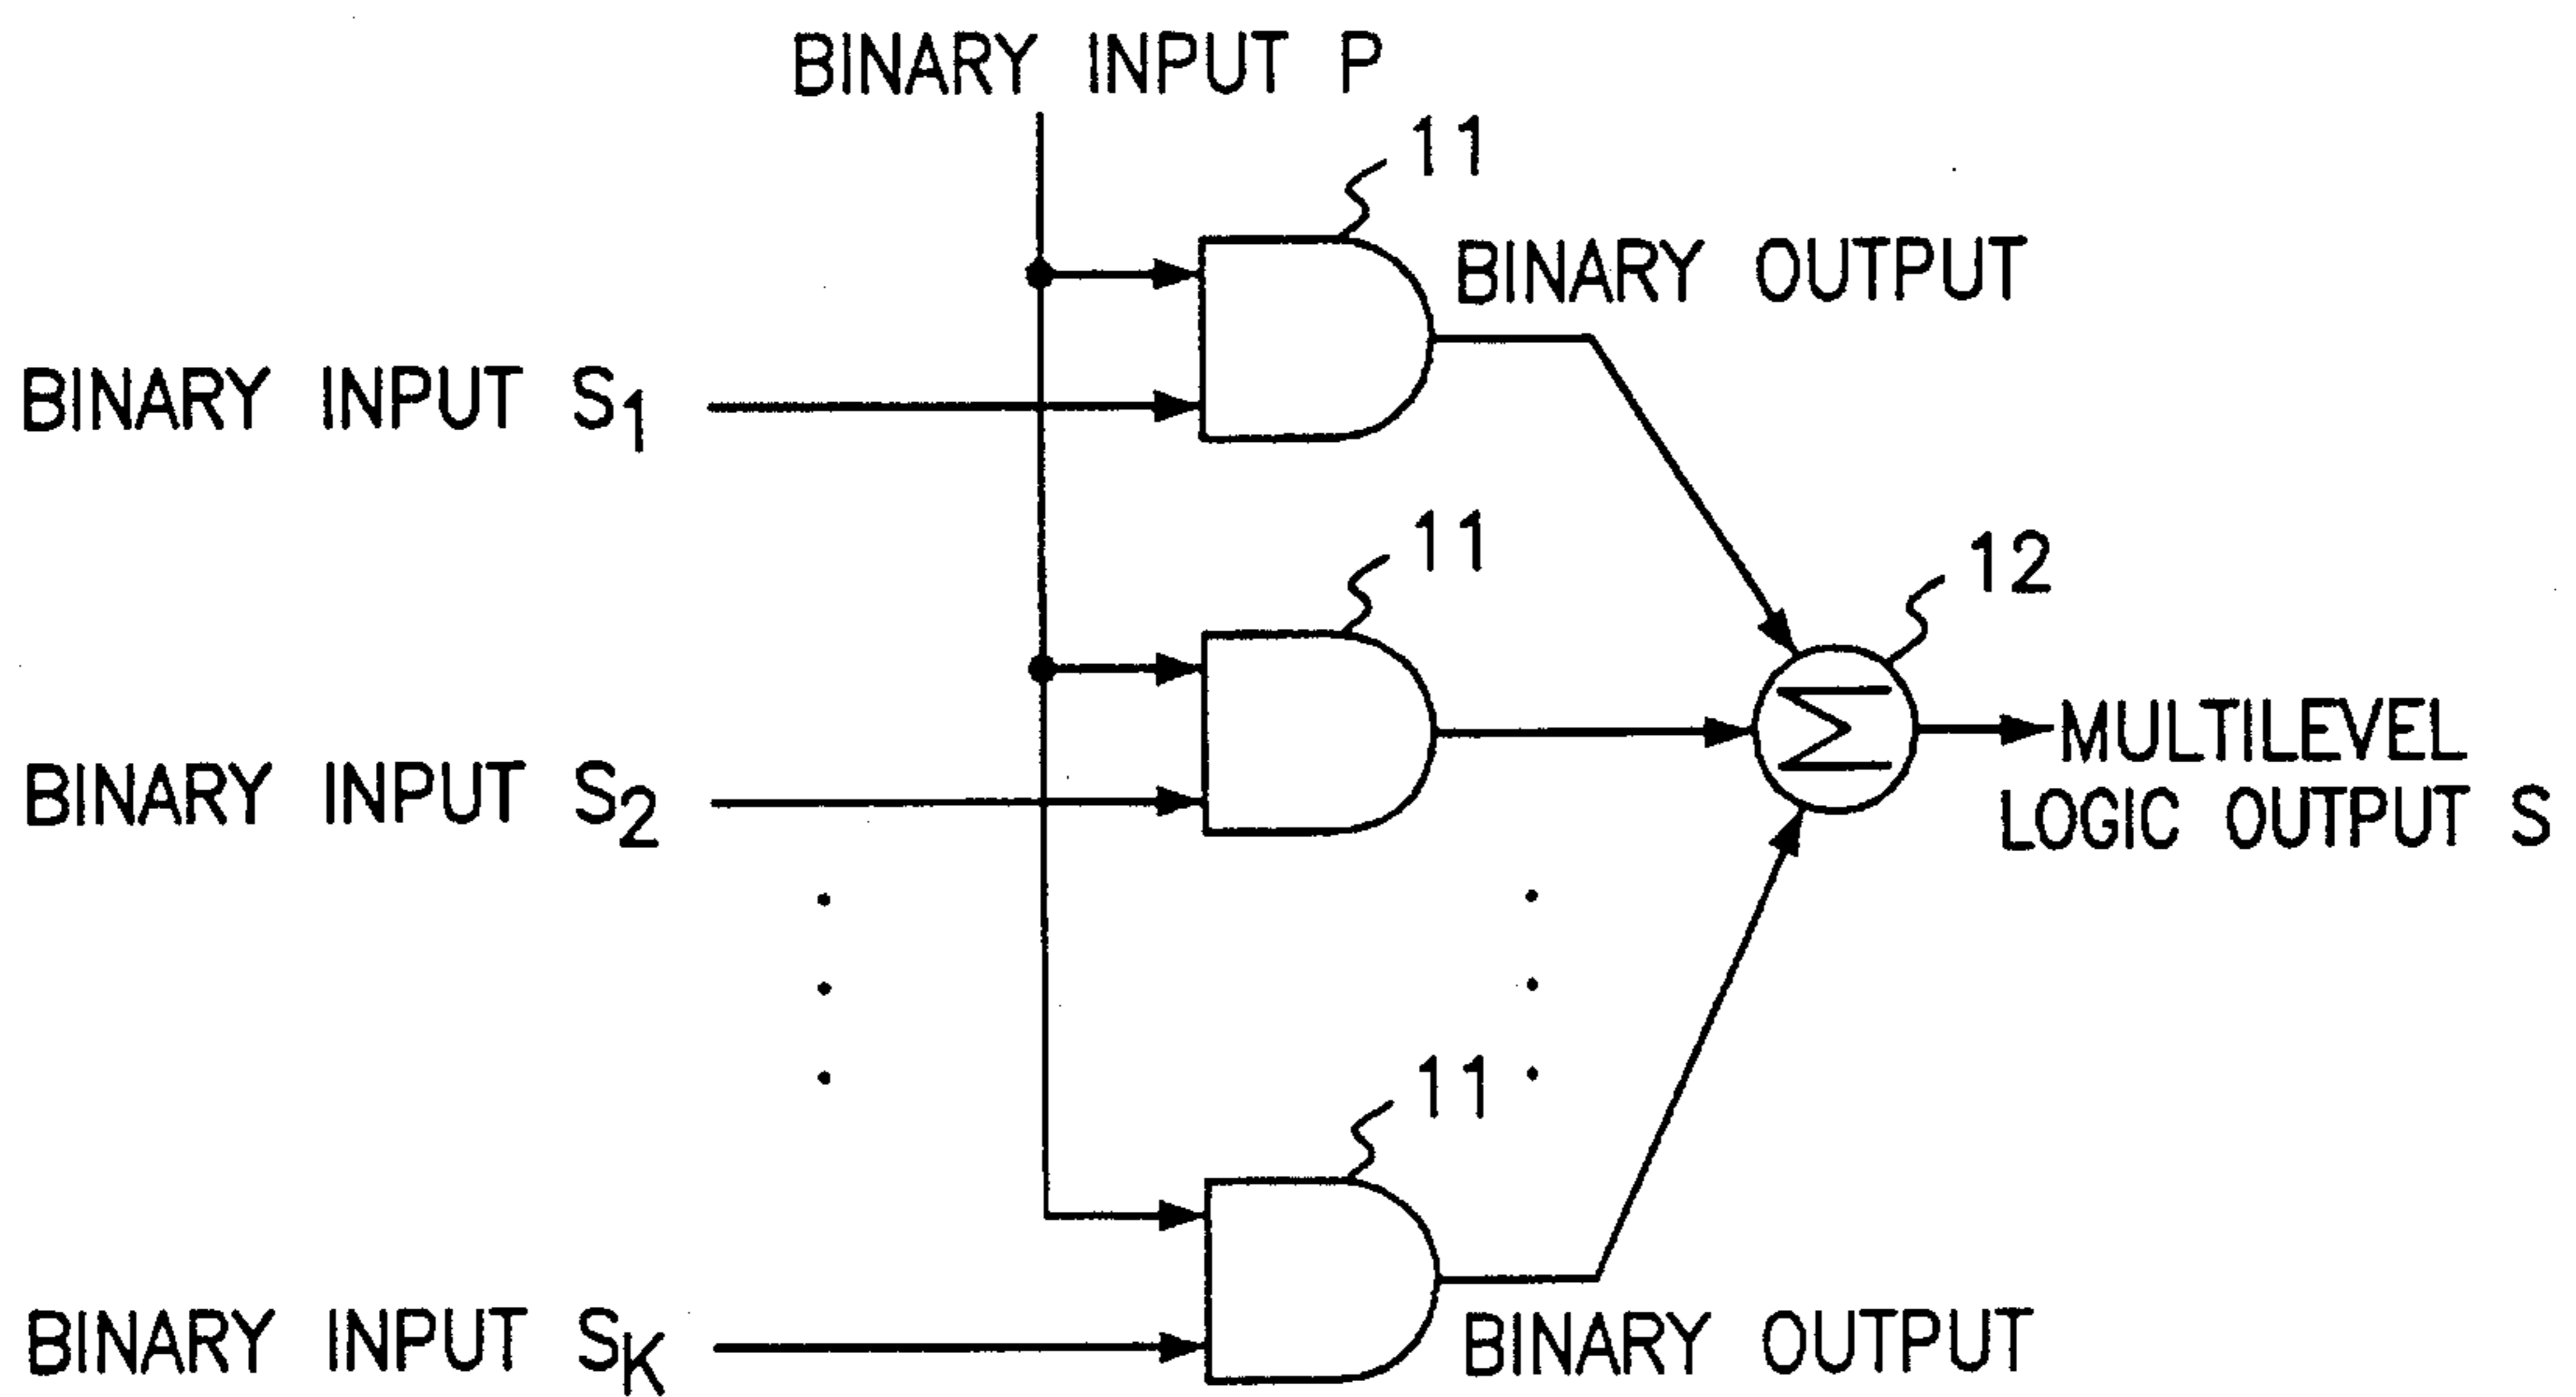 BINARY INPUT P
11
BINARY OUTPUT
BINARY INPUT S1
11
12
BINARY INPUT S2
Σ
MULTILEVEL
LOGIC OUTPUT S
11
BINARY INPUT SK
BINARY OUTPUT